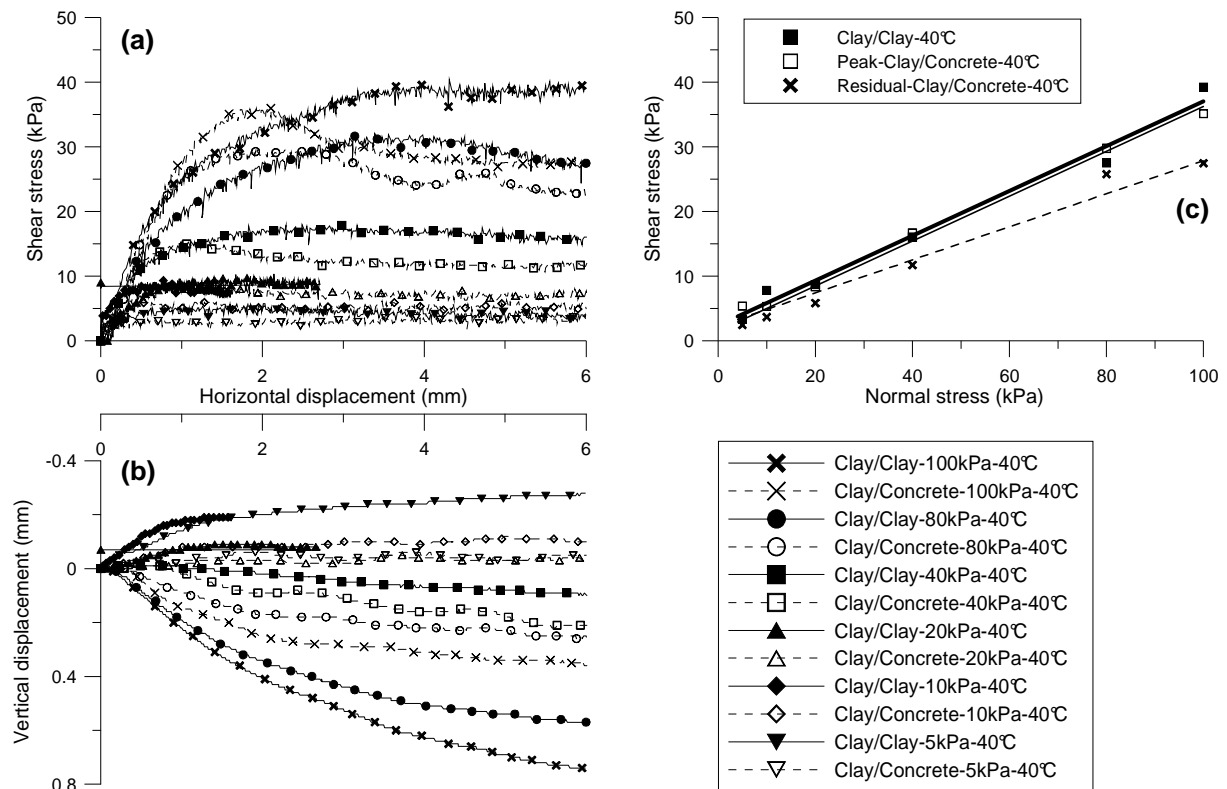 (a)
50
40
30
20
10
0
Shear stress (kPa)
0 2 4 6
Horizontal displacement (mm)
0 2 4 6
(b)
-0.4
0
0.4
0.8
Vertical displacement (mm)
Clay/Clay-40°C
Peak-Clay/Concrete-40°C
Residual-Clay/Concrete-40°C
50
40
30
20
10
0
Shear stress (kPa)
(c)
0 20 40 60 80 100
Normal stress (kPa)
Clay/Clay-100kPa-40°C
Clay/Concrete-100kPa-40°C
Clay/Clay-80kPa-40°C
Clay/Concrete-80kPa-40°C
Clay/Clay-40kPa-40°C
Clay/Concrete-40kPa-40°C
Clay/Clay-20kPa-40°C
Clay/Concrete-20kPa-40°C
Clay/Clay-10kPa-40°C
Clay/Concrete-10kPa-40°C
Clay/Clay-5kPa-40°C
Clay/Concrete-5kPa-40°C